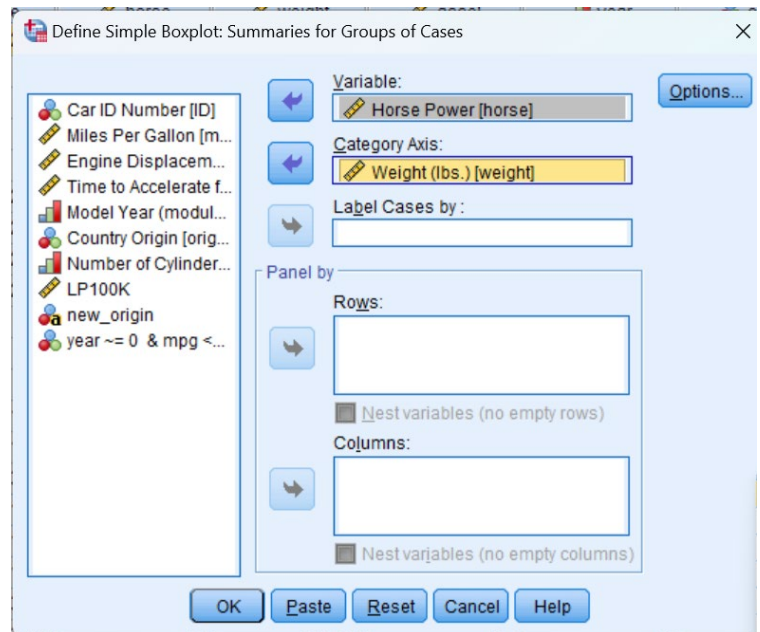 Define Simple Boxplot: Summaries for Groups of Cases
Car ID Number [ID]
Miles Per Gallon [m...
Engine Displacem...
Time to Accelerate f...
Model Year (modul...
Country Origin [orig...
Number of Cylinder...
LP100K
new_origin
year ~= 0 & mpg <...
Variable:
Horse Power [horse]
Category Axis:
Weight (lbs.) [weight]
Label Cases by :
Panel by
Rows:
Nest variables (no empty rows)
Columns:
Nest variables (no empty columns)
Options...
OK
Paste
Reset
Cancel
Help